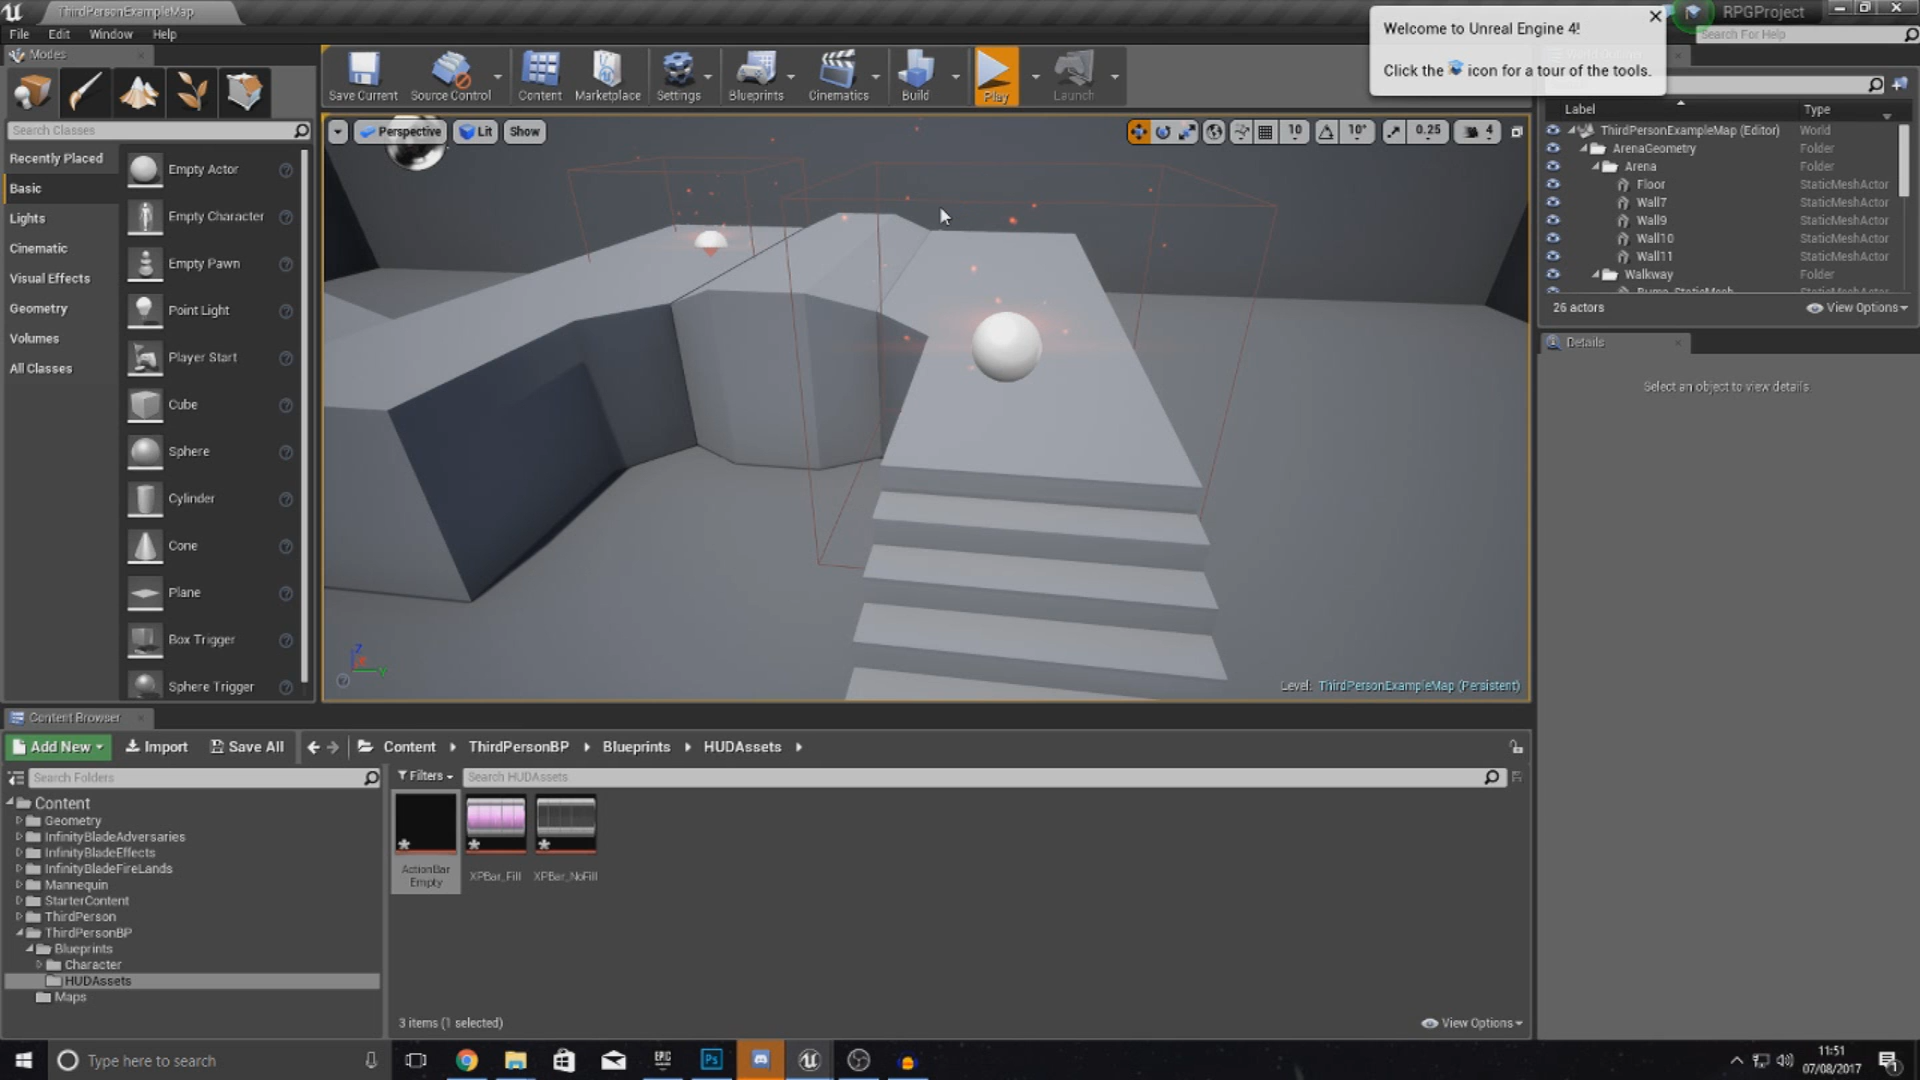 ThirdPersonExampleMap
RPGProject
File Edit Window Help
Search For Help
Welcome to Unreal Engine 4!
Click the icon for a tour of the tools.
Modes
Save Current
Source Control
Content
Marketplace
Settings
Blueprints
Cinematics
Build
Play
Launch
Search Classes
Recently Placed
Basic
Lights
Cinematic
Visual Effects
Geometry
Volumes
All Classes
Empty Actor
Empty Character
Empty Pawn
Point Light
Player Start
Cube
Sphere
Cylinder
Cone
Plane
Box Trigger
Sphere Trigger
Perspective
Lit
Show
10
10°
0.25
4
Level: ThirdPersonExampleMap (Persistent)
Label Type
ThirdPersonExampleMap (Editor) World
ArenaGeometry Folder
Arena Folder
Floor StaticMeshActor
Wall7 StaticMeshActor
Wall9 StaticMeshActor
Wall10 StaticMeshActor
Wall11 StaticMeshActor
Walkway Folder
26 actors
View Options
Details
Select an object to view details.
Content Browser
Add New
Import
Save All
Content
ThirdPersonBP
Blueprints
HUDAssets
Search Folders
Filters
Search HUDAssets
Content
Geometry
InfinityBladeAdversaries
InfinityBladeEffects
InfinityBladeFireLands
Mannequin
StarterContent
ThirdPerson
ThirdPersonBP
Blueprints
Character
HUDAssets
Maps
ActionBar
Empty
XPBar_Fill
XPBar_NoFill
3 items (1 selected)
View Options
Type here to search
EPIC
GAMES
Ps
11:51
07/08/2017
1